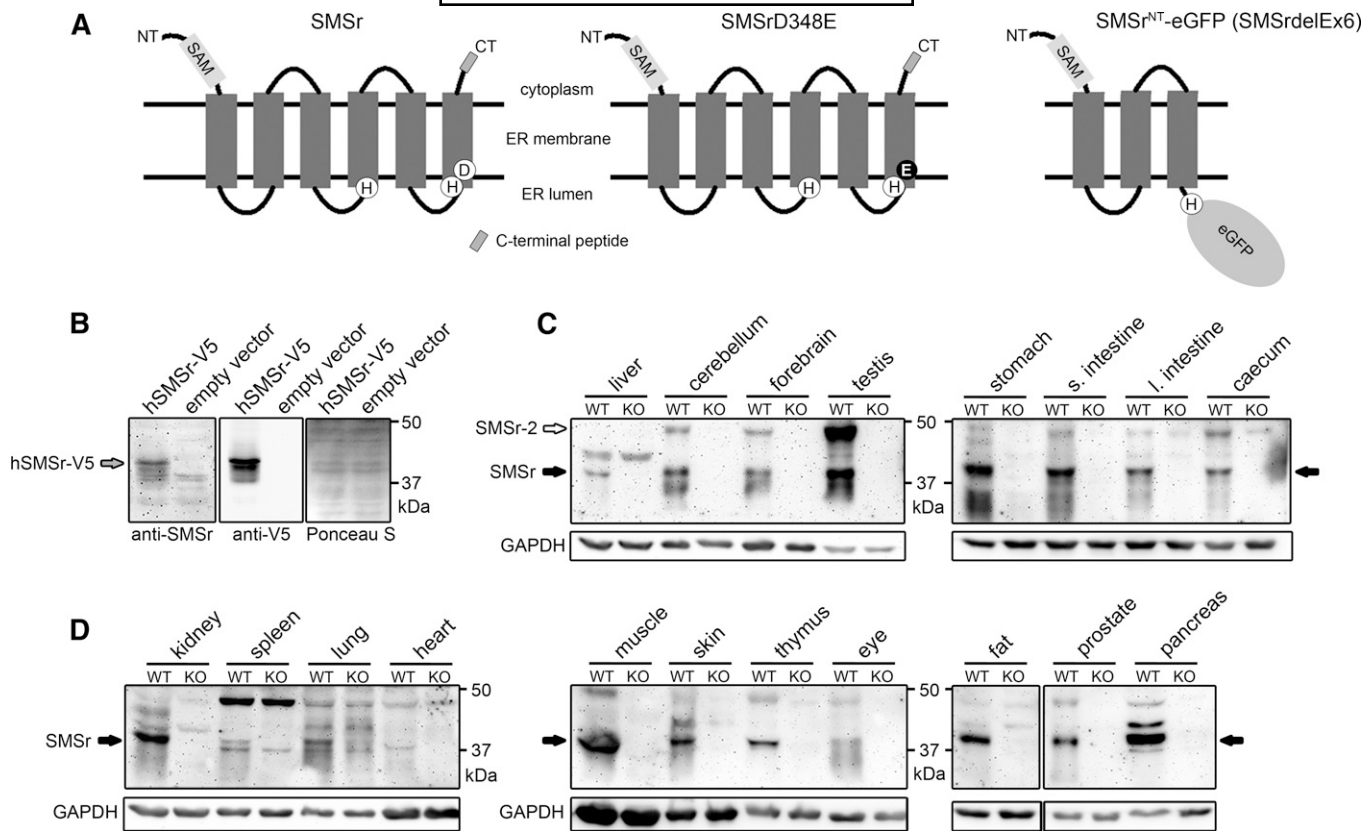 A
SMSr
SMSrD348E
SMSrᴺᵀ-eGFP (SMSrdelEx6)
NT
SAM
CT
cytoplasm
ER membrane
ER lumen
H
H
D
C-terminal peptide
NT
SAM
CT
H
H
E
NT
SAM
H
eGFP
B
hSMSr-V5
empty vector
hSMSr-V5
empty vector
hSMSr-V5
empty vector
hSMSr-V5
50
37
kDa
anti-SMSr
anti-V5
Ponceau S
C
liver
cerebellum
forebrain
testis
WT KO WT KO WT KO WT KO
SMSr-2
SMSr
50
37
kDa
GAPDH
stomach
s. intestine
l. intestine
caecum
WT KO WT KO WT KO WT KO
D
kidney
spleen
lung
heart
WT KO WT KO WT KO WT KO
SMSr
50
37
kDa
GAPDH
muscle
skin
thymus
eye
WT KO WT KO WT KO WT KO
50
37
kDa
fat
prostate
pancreas
WT KO WT KO WT KO